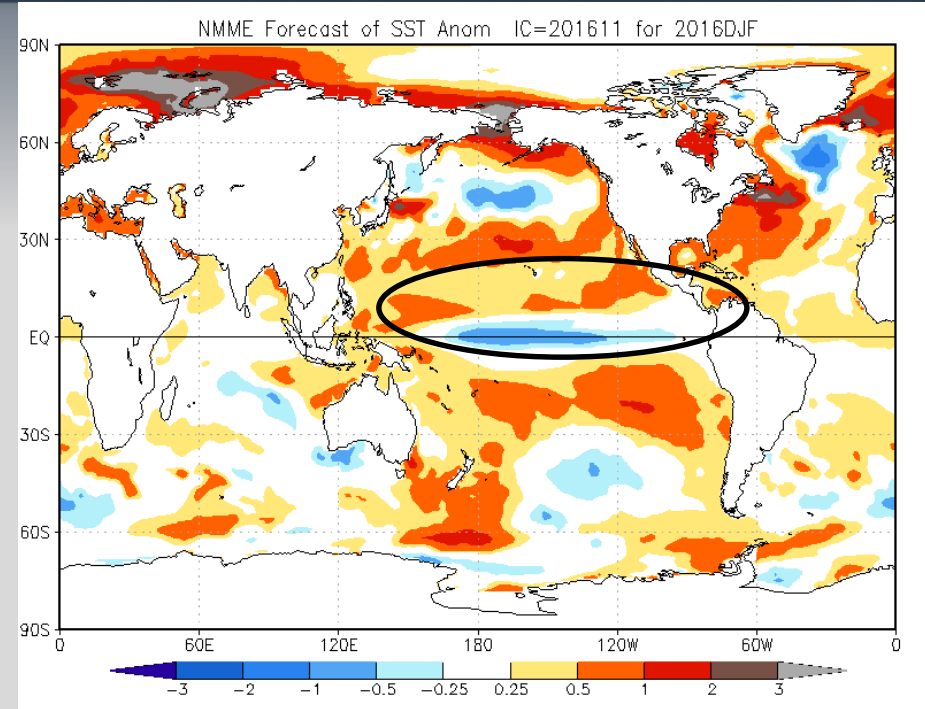 NMME Forecast of SST Anom IC=201611 for 2016DJF
90N
60N
30N
EQ
30S
60S
90S
0 60E 120E 180 120W 60W 0
-3 -2 -1 -0.5 -0.25 0.25 0.5 1 2 3